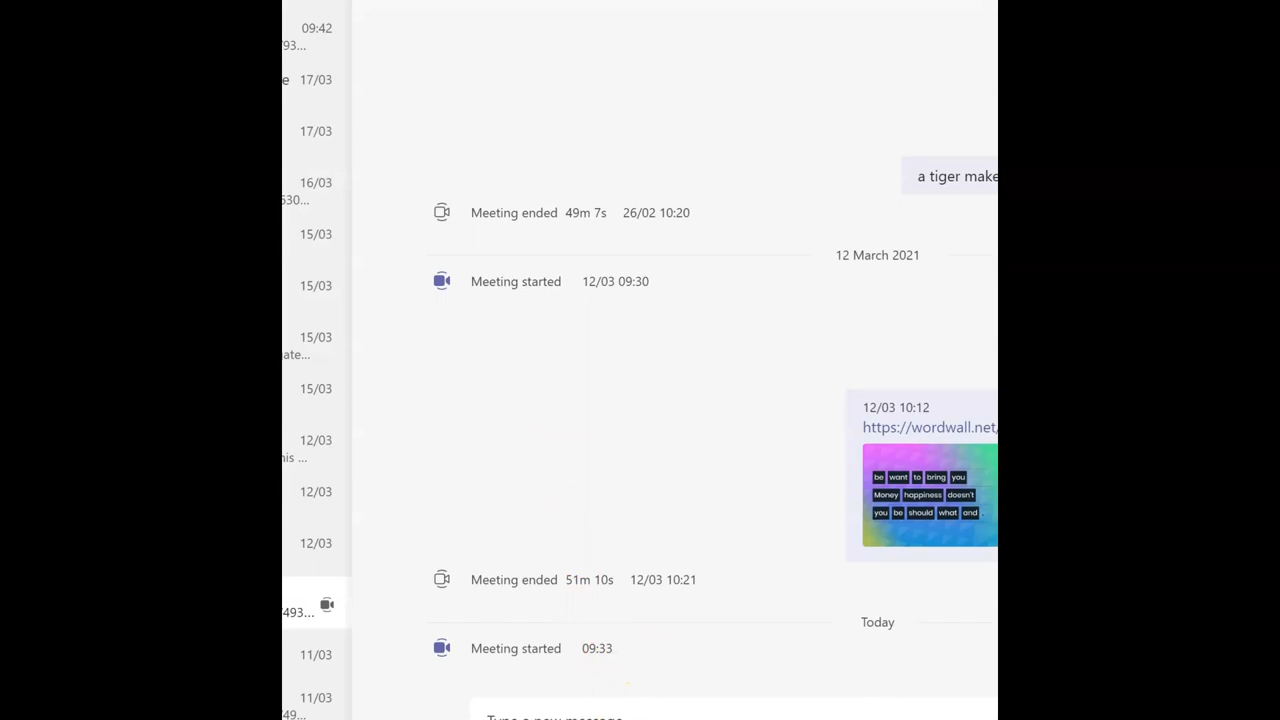 09:42
/93...
e 17/03
17/03
16/03
530...
15/03
15/03
15/03
ate...
15/03
12/03
his ...
12/03
12/03
/493...
11/03
11/03
/49...
a tiger make
Meeting ended 49m 7s 26/02 10:20
12 March 2021
Meeting started 12/03 09:30
12/03 10:12
https://wordwall.net/
be want to bring you
Money happiness doesn't
you be should what and .
Meeting ended 51m 10s 12/03 10:21
Today
Meeting started 09:33
Type a new message